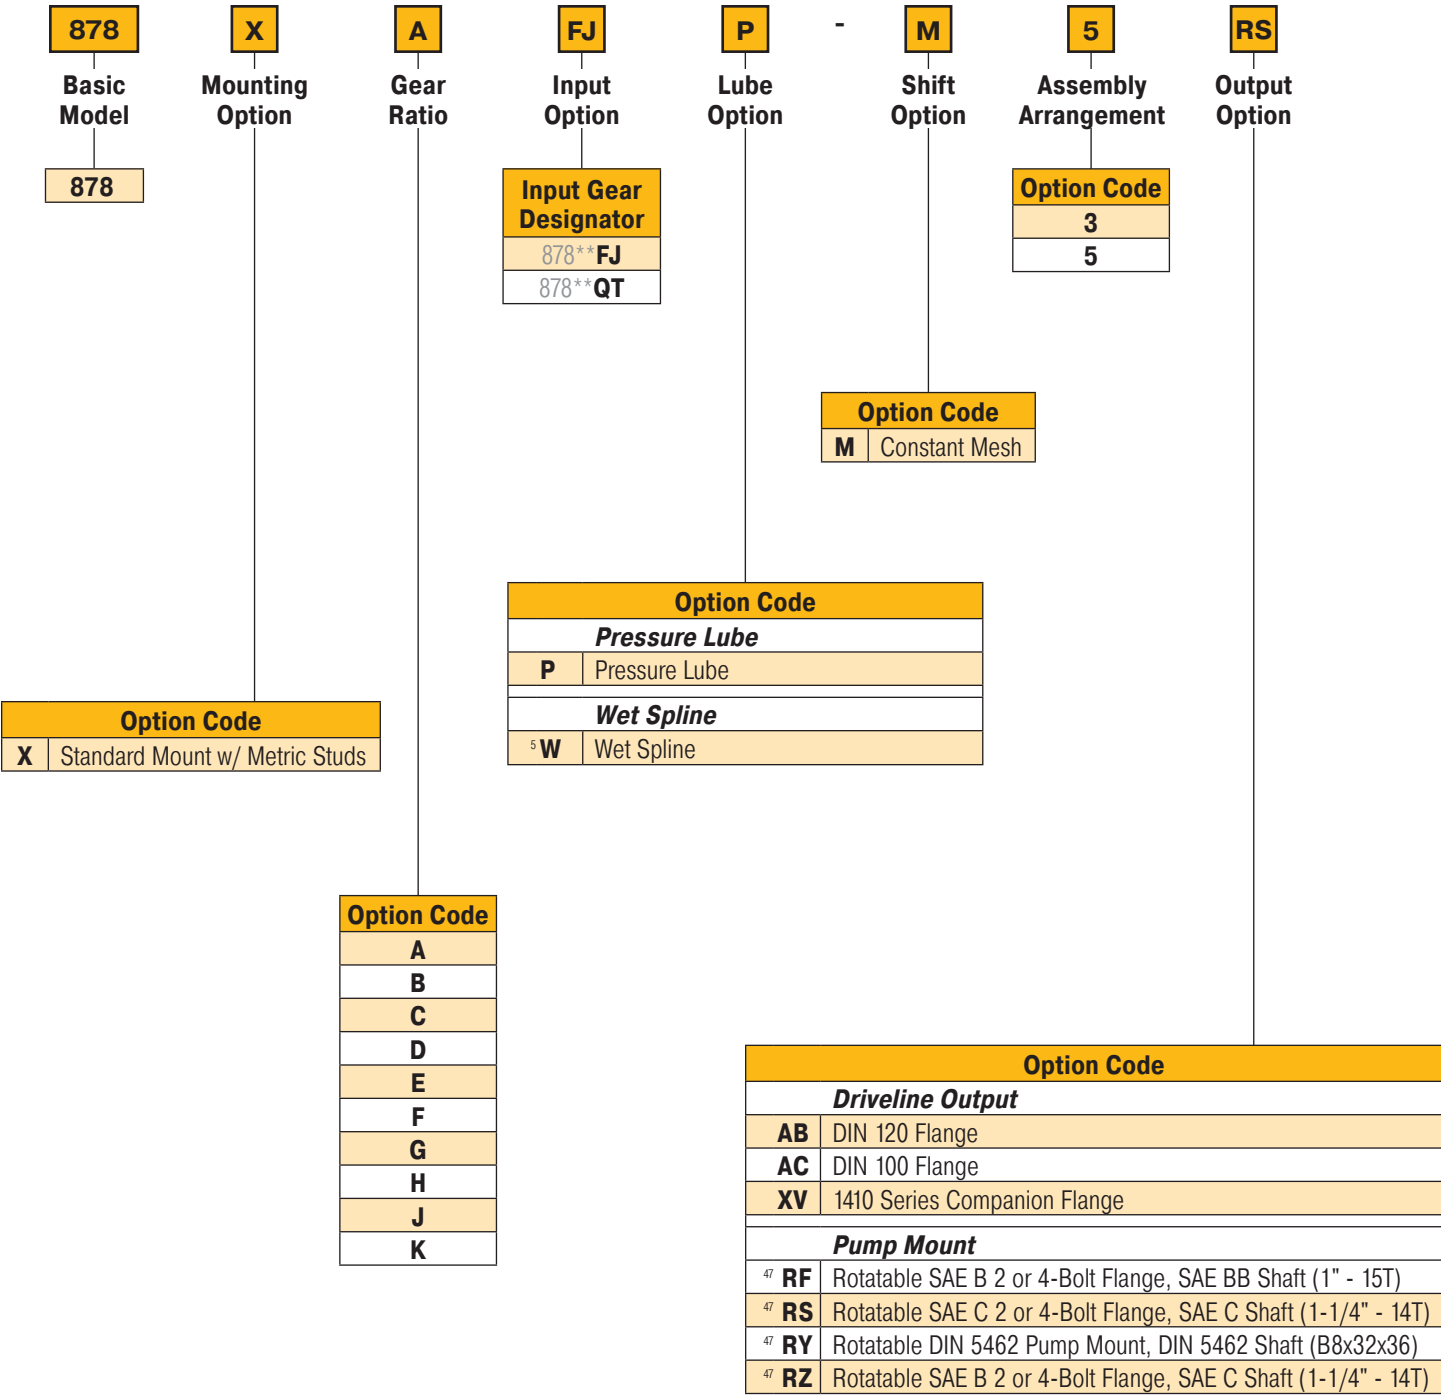 878 X A FJ P - M 5 RS
Basic Model
Mounting Option
Gear Ratio
Input Option
Lube Option
Shift Option
Assembly Arrangement
Output Option
878
Input Gear Designator
878**FJ
878**QT
Option Code
3
5
Option Code
M Constant Mesh
Option Code
Pressure Lube
P Pressure Lube
Wet Spline
5 W Wet Spline
Option Code
X Standard Mount w/ Metric Studs
Option Code
A
B
C
D
E
F
G
H
J
K
Option Code
Driveline Output
AB DIN 120 Flange
AC DIN 100 Flange
XV 1410 Series Companion Flange
Pump Mount
47 RF Rotatable SAE B 2 or 4-Bolt Flange, SAE BB Shaft (1" - 15T)
47 RS Rotatable SAE C 2 or 4-Bolt Flange, SAE C Shaft (1-1/4" - 14T)
47 RY Rotatable DIN 5462 Pump Mount, DIN 5462 Shaft (B8x32x36)
47 RZ Rotatable SAE B 2 or 4-Bolt Flange, SAE C Shaft (1-1/4" - 14T)